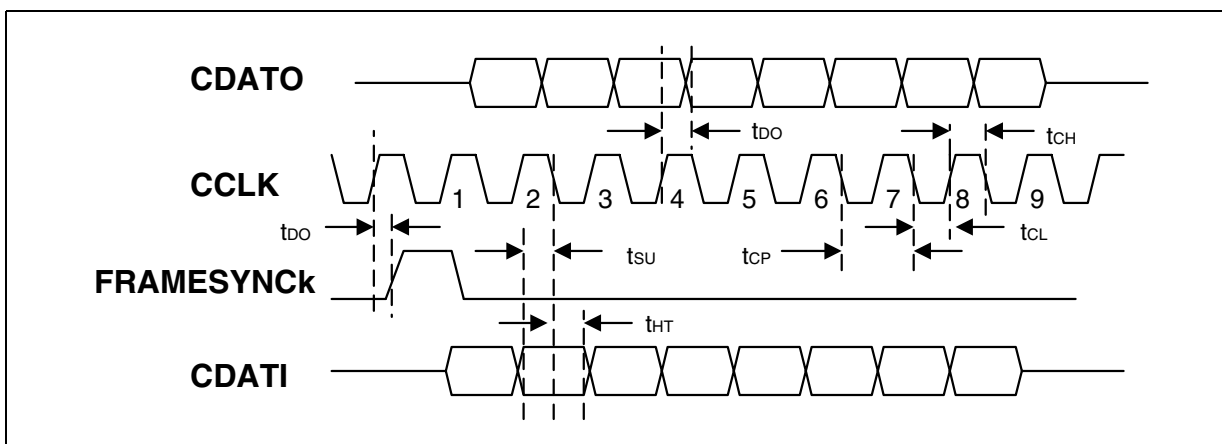 CDATO
tDO
tCH
CCLK
1 2 3 4 5 6 7 8 9
tDO
tSU
tCP
tCL
FRAMESYNCk
tHT
CDATI